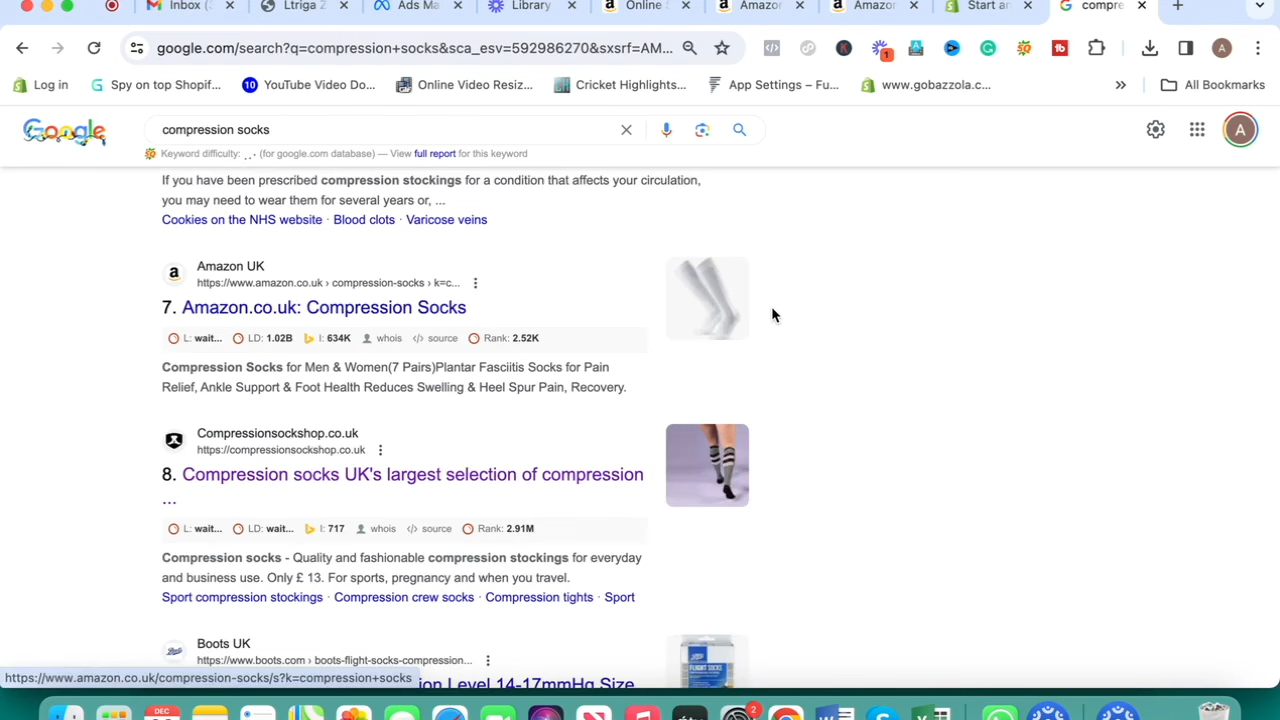 Inbox (
Ltriga Z
Ads Ma
Library
Online
Amazon
Amazon
Start an
compre
google.com/search?q=compression+socks&sca_esv=592986270&sxsrf=AM...
1
A
Log in
Spy on top Shopif...
10 YouTube Video Do...
Online Video Resiz...
Cricket Highlights...
App Settings – Fu...
www.gobazzola.c...
»
All Bookmarks
Google
compression socks
A
Keyword difficulty: ... (for google.com database) — View full report for this keyword
If you have been prescribed compression stockings for a condition that affects your circulation,
you may need to wear them for several years or, ...
Cookies on the NHS website · Blood clots · Varicose veins
a
Amazon UK
https://www.amazon.co.uk › compression-socks › k=c...
7. Amazon.co.uk: Compression Socks
L: wait... LD: 1.02B I: 634K whois </> source Rank: 2.52K
Compression Socks for Men & Women(7 Pairs)Plantar Fasciitis Socks for Pain
Relief, Ankle Support & Foot Health Reduces Swelling & Heel Spur Pain, Recovery.
Compressionsockshop.co.uk
https://compressionsockshop.co.uk
8. Compression socks UK's largest selection of compression
...
L: wait... LD: wait... I: 717 whois </> source Rank: 2.91M
Compression socks - Quality and fashionable compression stockings for everyday
and business use. Only £ 13. For sports, pregnancy and when you travel.
Sport compression stockings · Compression crew socks · Compression tights · Sport
Boots UK
https://www.boots.com › boots-flight-socks-compression...
FLIGHT SOCKS
https://www.amazon.co.uk/compression-socks/s?k=compression+socks
on Level 14-17mmHg Size
DEC
2